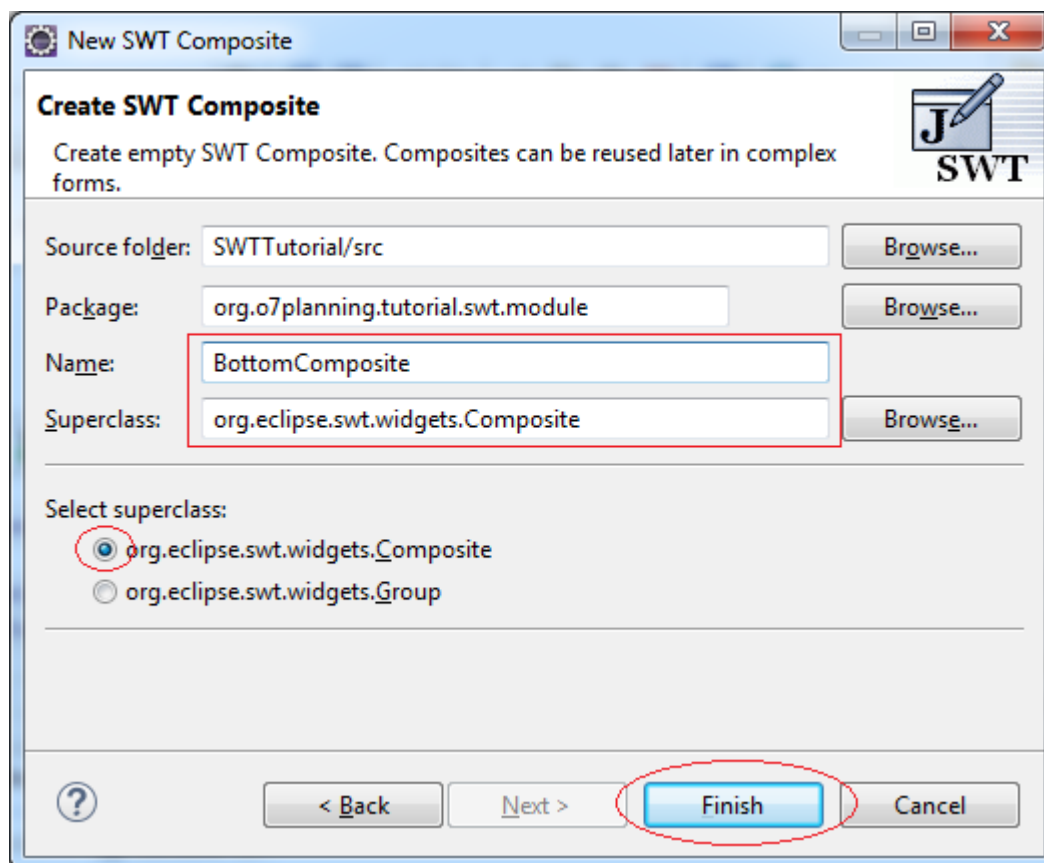 New SWT Composite
Create SWT Composite
Create empty SWT Composite. Composites can be reused later in complex
forms.
J
SWT
Source folder: SWTTutorial/src Browse...
Package: org.o7planning.tutorial.swt.module Browse...
Name: BottomComposite
Superclass: org.eclipse.swt.widgets.Composite Browse...
Select superclass:
org.eclipse.swt.widgets.Composite
org.eclipse.swt.widgets.Group
? < Back Next > Finish Cancel